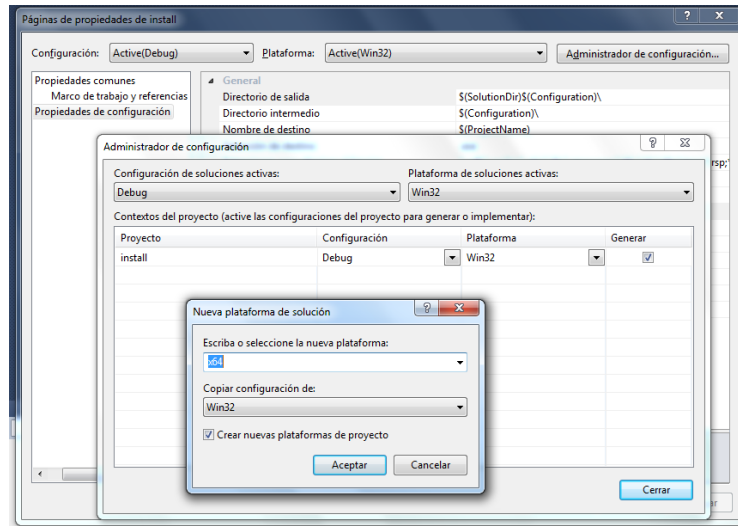 Páginas de propiedades de install
Configuración: Active(Debug) Plataforma: Active(Win32) Administrador de configuración...
Propiedades comunes
Marco de trabajo y referencias
Propiedades de configuración
General
Directorio de salida $(SolutionDir)$(Configuration)\
Directorio intermedio $(Configuration)\
Nombre de destino $(ProjectName)
rsp;
Administrador de configuración
Configuración de soluciones activas: Plataforma de soluciones activas:
Debug Win32
Contextos del proyecto (active las configuraciones del proyecto para generar o implementar):
Proyecto Configuración Plataforma Generar
install Debug Win32
Nueva plataforma de solución
Escriba o seleccione la nueva plataforma:
x64
Copiar configuración de:
Win32
Crear nuevas plataformas de proyecto
Aceptar Cancelar
Cerrar